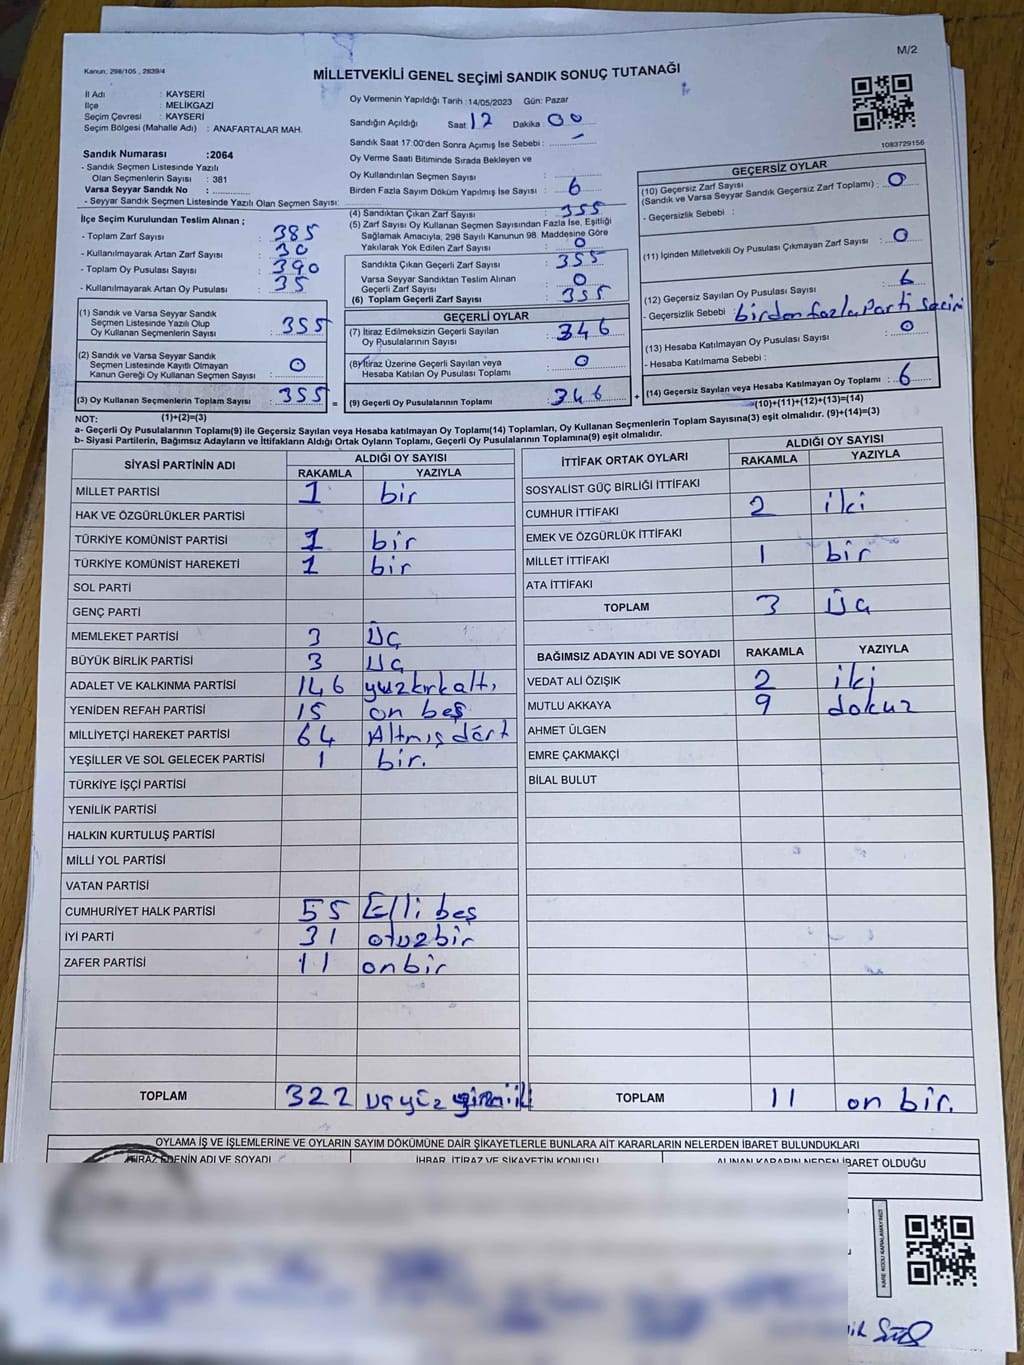 M/2
Kanun: 298/105 , 2839/4
MİLLETVEKİLİ GENEL SEÇİMİ SANDIK SONUÇ TUTANAĞI
İl Adı : KAYSERİ
İlçe : MELİKGAZİ
Seçim Çevresi : KAYSERİ
Seçim Bölgesi (Mahalle Adı) : ANAFARTALAR MAH.
Oy Vermenin Yapıldığı Tarih :14/05/2023 Gün: Pazar
Sandığın Açıldığı Saat 12 Dakika : 00
Sandık Saat 17:00'den Sonra Açılmış İse Sebebi :
Oy Verme Saati Bitiminde Sırada Bekleyen ve
Oy Kullandırılan Seçmen Sayısı :
Birden Fazla Sayım Döküm Yapılmış İse Sayısı : 6
1083729156
Sandık Numarası :2064
- Sandık Seçmen Listesinde Yazılı
Olan Seçmenlerin Sayısı : 381
Varsa Seyyar Sandık No :
- Seyyar Sandık Seçmen Listesinde Yazılı Olan Seçmen Sayısı:
İlçe Seçim Kurulundan Teslim Alınan ;
- Toplam Zarf Sayısı : 385
- Kullanılmayarak Artan Zarf Sayısı : 30
- Toplam Oy Pusulası Sayısı : 390
- Kullanılmayarak Artan Oy Pusulası : 35
(1) Sandık ve Varsa Seyyar Sandık
Seçmen Listesinde Yazılı Olup
Oy Kullanan Seçmenlerin Sayısı : 355
(2) Sandık ve Varsa Seyyar Sandık
Seçmen Listesinde Kayıtlı Olmayan
Kanun Gereği Oy Kullanan Seçmen Sayısı : 0
(3) Oy Kullanan Seçmenlerin Toplam Sayısı : 355
(1)+(2)=(3)
(4) Sandıktan Çıkan Zarf Sayısı : 355
(5) Zarf Sayısı Oy Kullanan Seçmen Sayısından Fazla İse, Eşitliği
Sağlamak Amacıyla, 298 Sayılı Kanunun 98. Maddesine Göre
Yakılarak Yok Edilen Zarf Sayısı : 0
Sandıkta Çıkan Geçerli Zarf Sayısı : 355
Varsa Seyyar Sandıktan Teslim Alınan
Geçerli Zarf Sayısı : 0
(6) Toplam Geçerli Zarf Sayısı : 355
GEÇERLİ OYLAR
(7) İtiraz Edilmeksizin Geçerli Sayılan
Oy Pusulalarının Sayısı : 346
(8) İtiraz Üzerine Geçerli Sayılan veya
Hesaba Katılan Oy Pusulası Toplamı : 0
= (9) Geçerli Oy Pusulalarının Toplamı : 346
GEÇERSİZ OYLAR
(10) Geçersiz Zarf Sayısı
(Sandık ve Varsa Seyyar Sandık Geçersiz Zarf Toplamı) : 0
- Geçersizlik Sebebi :
(11) İçinden Milletvekili Oy Pusulası Çıkmayan Zarf Sayısı : 0
(12) Geçersiz Sayılan Oy Pusulası Sayısı : 6
- Geçersizlik Sebebi : birden fazla Parti Seçimi
(13) Hesaba Katılmayan Oy Pusulası Sayısı : 0
- Hesaba Katılmama Sebebi :
+ (14) Geçersiz Sayılan veya Hesaba Katılmayan Oy Toplamı : 6
(10)+(11)+(12)+(13)=(14)
NOT:
a- Geçerli Oy Pusulalarının Toplamı(9) ile Geçersiz Sayılan veya Hesaba katılmayan Oy Toplamı(14) Toplamları, Oy Kullanan Seçmenlerin Toplam Sayısına(3) eşit olmalıdır. (9)+(14)=(3)
b- Siyasi Partilerin, Bağımsız Adayların ve İttifakların Aldığı Ortak Oyların Toplamı, Geçerli Oy Pusulalarının Toplamına(9) eşit olmalıdır.
SİYASİ PARTİNİN ADI ALDIĞI OY SAYISI
RAKAMLA YAZIYLA
MİLLET PARTİSİ 1 bir
HAK VE ÖZGÜRLÜKLER PARTİSİ
TÜRKİYE KOMÜNİST PARTİSİ 1 bir
TÜRKİYE KOMÜNİST HAREKETİ 1 bir
SOL PARTİ
GENÇ PARTİ
MEMLEKET PARTİSİ 3 Üç
BÜYÜK BİRLİK PARTİSİ 3 Üç
ADALET VE KALKINMA PARTİSİ 146 yüzkırkaltı
YENİDEN REFAH PARTİSİ 15 on beş
MİLLİYETÇİ HAREKET PARTİSİ 64 Altmış dört
YEŞİLLER VE SOL GELECEK PARTİSİ 1 bir.
TÜRKİYE İŞÇİ PARTİSİ
YENİLİK PARTİSİ
HALKIN KURTULUŞ PARTİSİ
MİLLİ YOL PARTİSİ
VATAN PARTİSİ
CUMHURİYET HALK PARTİSİ 55 Elli beş
İYİ PARTİ 31 otuzbir
ZAFER PARTİSİ 11 onbir
TOPLAM 322 üçyüz yirmiiki
İTTİFAK ORTAK OYLARI ALDIĞI OY SAYISI
RAKAMLA YAZIYLA
SOSYALİST GÜÇ BİRLİĞİ İTTİFAKI
CUMHUR İTTİFAKI 2 iki
EMEK VE ÖZGÜRLÜK İTTİFAKI
MİLLET İTTİFAKI 1 bir
ATA İTTİFAKI
TOPLAM 3 Üç
BAĞIMSIZ ADAYIN ADI VE SOYADI RAKAMLA YAZIYLA
VEDAT ALİ ÖZIŞIK 2 iki
MUTLU AKKAYA 9 dokuz
AHMET ÜLGEN
EMRE ÇAKMAKÇİ
BİLAL BULUT
TOPLAM 11 on bir.
OYLAMA İŞ VE İŞLEMLERİNE VE OYLARIN SAYIM DÖKÜMÜNE DAİR ŞİKAYETLERLE BUNLARA AİT KARARLARIN NELERDEN İBARET BULUNDUKLARI
İTİRAZ EDENİN ADI VE SOYADI İHBAR, İTİRAZ VE ŞİKAYETİN KONUSU ALINAN KARARIN NEDEN İBARET OLDUĞU
KARE KODU KARALAMAYINIZ!